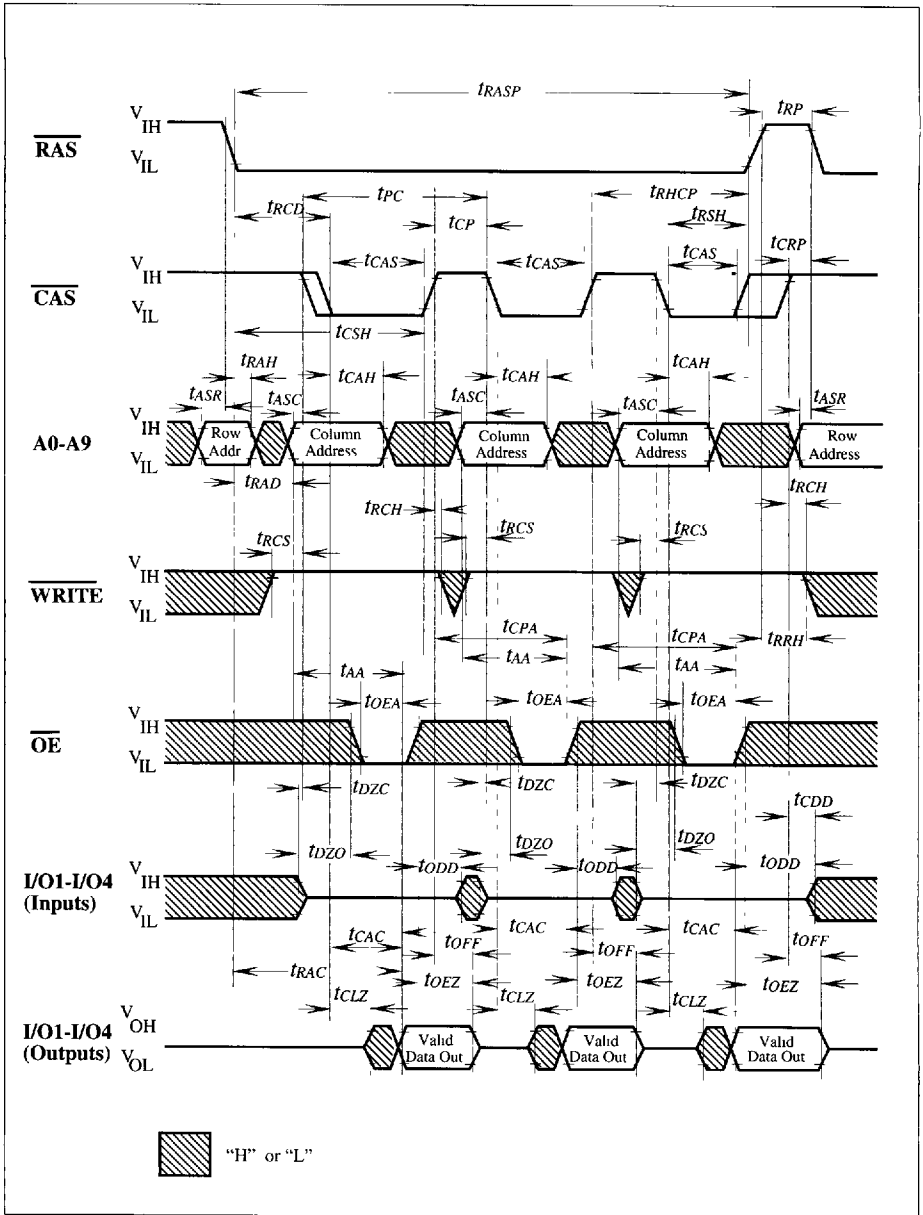 tRASP
tRP
VIH
RAS
VIL
tPC
tRHCP
tRCD
tCP
tRSH
tCRP
VIH
tCAS
tCAS
tCAS
CAS
VIL
tCSH
tRAH
tCAH
tCAH
tCAH
tASR
tASC
tASC
tASC
tASR
VIH
A0-A9
VIL
Row Addr
Column Address
Column Address
Column Address
Row Address
tRAD
tRCH
tRCH
tRCS
tRCS
tRCS
VIH
WRITE
VIL
tCPA
tCPA
tRRH
tAA
tAA
tAA
tOEA
tOEA
tOEA
VIH
OE
VIL
tDZC
tDZC
tDZC
tCDD
tDZO
tODD
tDZO
tODD
tDZO
tODD
I/O1-I/O4
(Inputs)
VIH
VIL
tCAC
tOFF
tCAC
tOFF
tCAC
tOFF
tRAC
tOEZ
tOEZ
tOEZ
tCLZ
tCLZ
tCLZ
I/O1-I/O4
(Outputs)
VOH
VOL
Valid Data Out
Valid Data Out
Valid Data Out
“H” or “L”